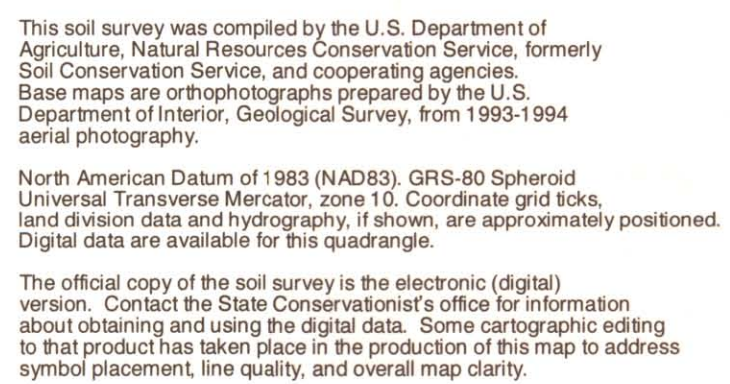 This soil survey was compiled by the U.S. Department of
Agriculture, Natural Resources Conservation Service, formerly
Soil Conservation Service, and cooperating agencies.
Base maps are orthophotographs prepared by the U.S.
Department of Interior, Geological Survey, from 1993-1994
aerial photography.

North American Datum of 1983 (NAD83). GRS-80 Spheroid
Universal Transverse Mercator, zone 10. Coordinate grid ticks,
land division data and hydrography, if shown, are approximately positioned.
Digital data are available for this quadrangle.

The official copy of the soil survey is the electronic (digital)
version. Contact the State Conservationist's office for information
about obtaining and using the digital data. Some cartographic editing
to that product has taken place in the production of this map to address
symbol placement, line quality, and overall map clarity.